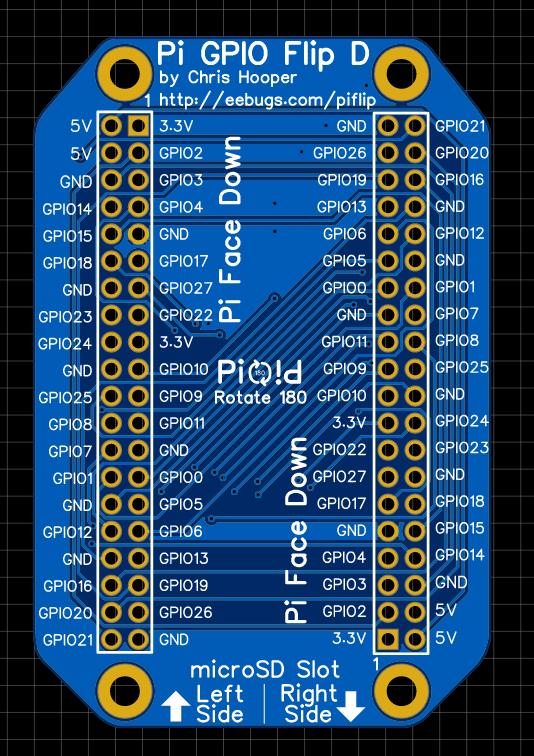 Pi GPIO Flip D
by Chris Hooper
1 http://eebugs.com/piflip
5V 3.3V GND GPIO21
5V GPIO2 GPIO26 GPIO20
GND GPIO3 GPIO19 GPIO16
GPIO14 GPIO4 GPIO13 GND
GPIO15 GND GPIO6 GPIO12
GPIO18 GPIO17 GPIO5 GND
GND GPIO27 GPIO0 GPIO1
GPIO23 GPIO22 GND GPIO7
GPIO24 3.3V GPIO11 GPIO8
GND GPIO10 GPIO9 GPIO25
GPIO25 GPIO9 GPIO10 GND
GPIO8 GPIO11 3.3V GPIO24
GPIO7 GND GPIO22 GPIO23
GPIO1 GPIO0 GPIO27 GND
GND GPIO5 GPIO17 GPIO18
GPIO12 GPIO6 GND GPIO15
GND GPIO13 GPIO4 GPIO14
GPIO16 GPIO19 GPIO3 GND
GPIO20 GPIO26 GPIO2 5V
GPIO21 GND 3.3V 5V
Pi Face Down
Pi 180 !d
Rotate 180
Pi Face Down
1
microSD Slot
Left Side
Right Side